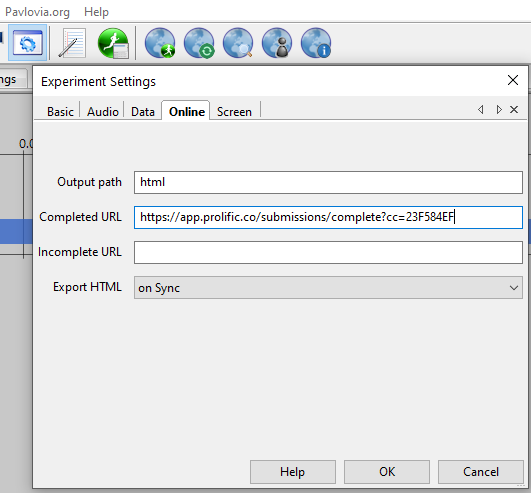 Pavlovia.org Help
ngs
Experiment Settings
Basic Audio Data Online Screen
0.0
Output path html
Completed URL https://app.prolific.co/submissions/complete?cc=23F584EF
Incomplete URL
Export HTML on Sync
Help OK Cancel